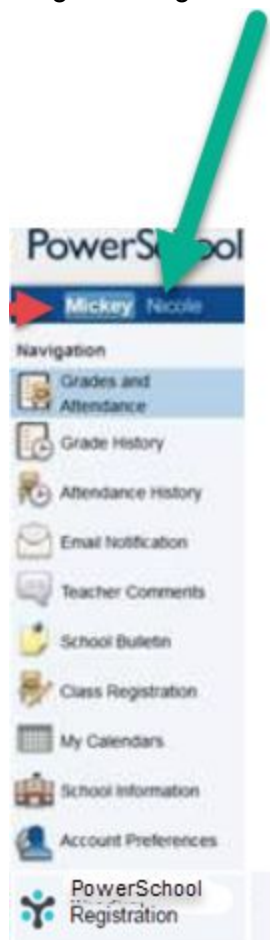 PowerSchool
Mickey Nicole
Navigation
Grades and
Attendance
Grade History
Attendance History
Email Notification
Teacher Comments
School Bulletin
Class Registration
My Calendars
School Information
Account Preferences
PowerSchool
Registration